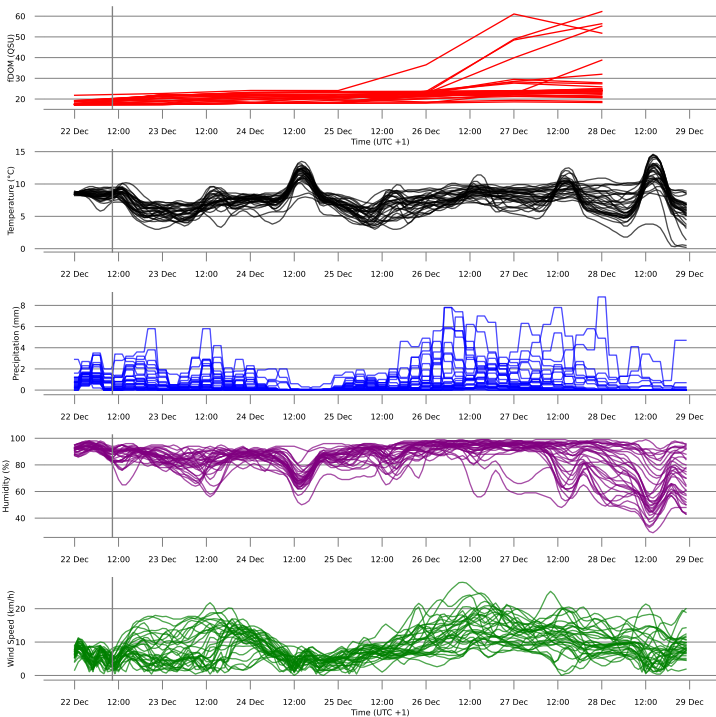 60
50
40
30
20
fDOM (QSU)
22 Dec 12:00 23 Dec 12:00 24 Dec 12:00 25 Dec 12:00 26 Dec 12:00 27 Dec 12:00 28 Dec 12:00 29 Dec
Time (UTC +1)
15
10
5
0
Temperature (°C)
22 Dec 12:00 23 Dec 12:00 24 Dec 12:00 25 Dec 12:00 26 Dec 12:00 27 Dec 12:00 28 Dec 12:00 29 Dec
8
6
4
2
0
Precipitation (mm)
22 Dec 12:00 23 Dec 12:00 24 Dec 12:00 25 Dec 12:00 26 Dec 12:00 27 Dec 12:00 28 Dec 12:00 29 Dec
100
80
60
40
Humidity (%)
22 Dec 12:00 23 Dec 12:00 24 Dec 12:00 25 Dec 12:00 26 Dec 12:00 27 Dec 12:00 28 Dec 12:00 29 Dec
20
10
0
Wind Speed (km/h)
22 Dec 12:00 23 Dec 12:00 24 Dec 12:00 25 Dec 12:00 26 Dec 12:00 27 Dec 12:00 28 Dec 12:00 29 Dec
Time (UTC +1)